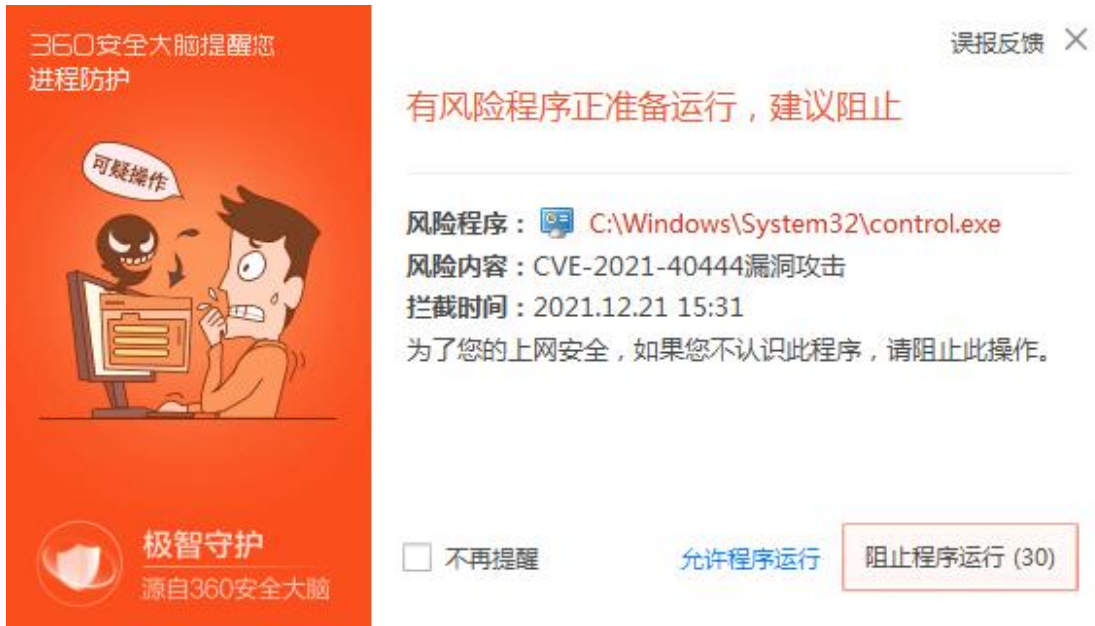 360安全大脑提醒您
进程防护
可疑操作
极智守护
源自360安全大脑
误报反馈
有风险程序正准备运行，建议阻止
风险程序： C:\Windows\System32\control.exe
风险内容：CVE-2021-40444漏洞攻击
拦截时间：2021.12.21 15:31
为了您的上网安全，如果您不认识此程序，请阻止此操作。
不再提醒 允许程序运行 阻止程序运行 (30)